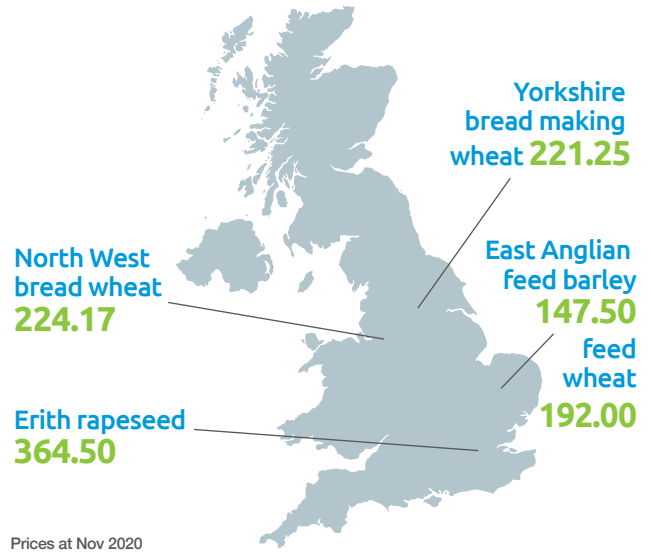 Yorkshire
bread making
wheat 221.25
North West
bread wheat
224.17
East Anglian
feed barley
147.50
feed
wheat
192.00
Erith rapeseed
364.50
Prices at Nov 2020